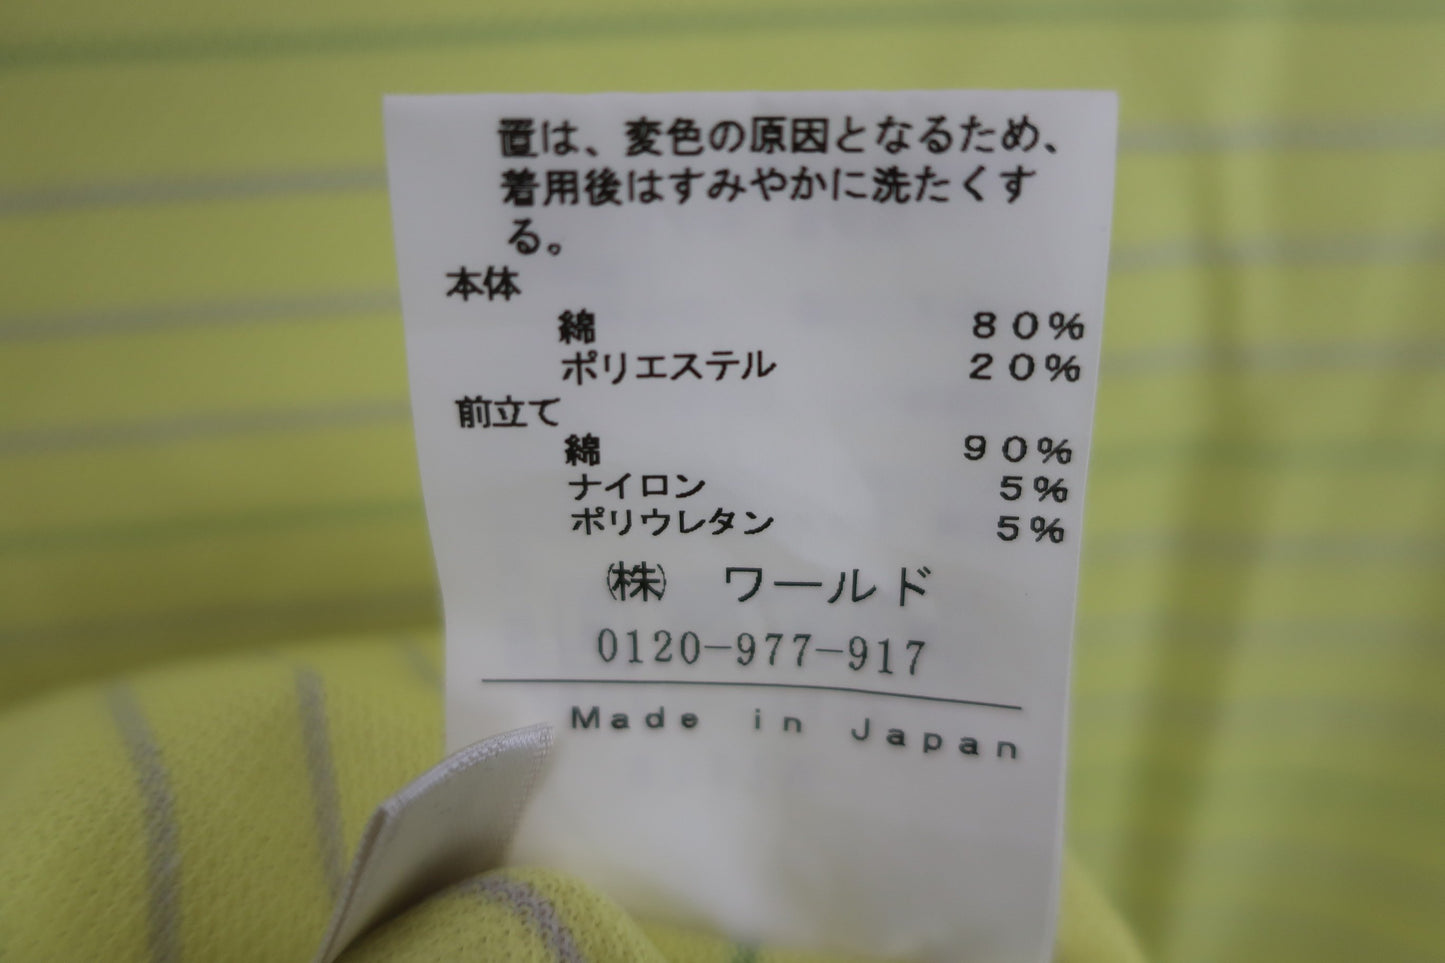 置は、変色の原因となるため、
着用後はすみやかに洗たくす
る。
本体
綿 80%
ポリエステル 20%
前立て
綿 90%
ナイロン 5%
ポリウレタン 5%
㈱ ワールド
0120-977-917
Made in Japan